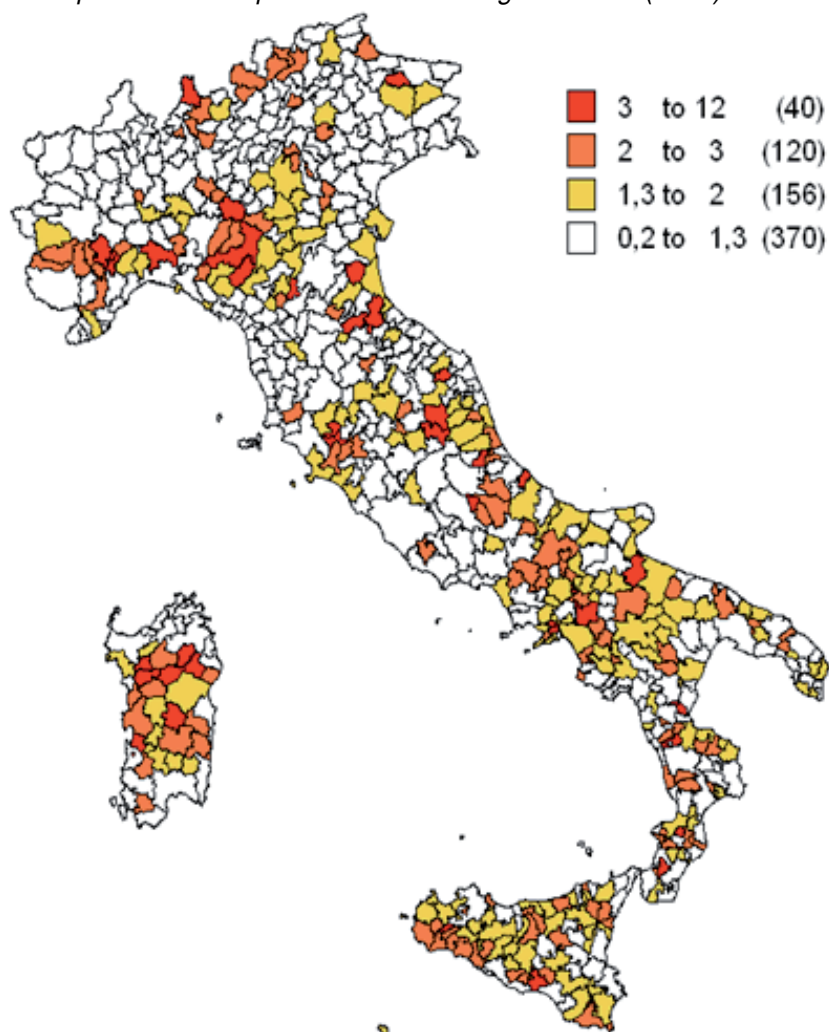 (
3 to 12 (40)
2 to 3 (120)
1,3 to 2 (156)
0,2 to 1,3 (370)